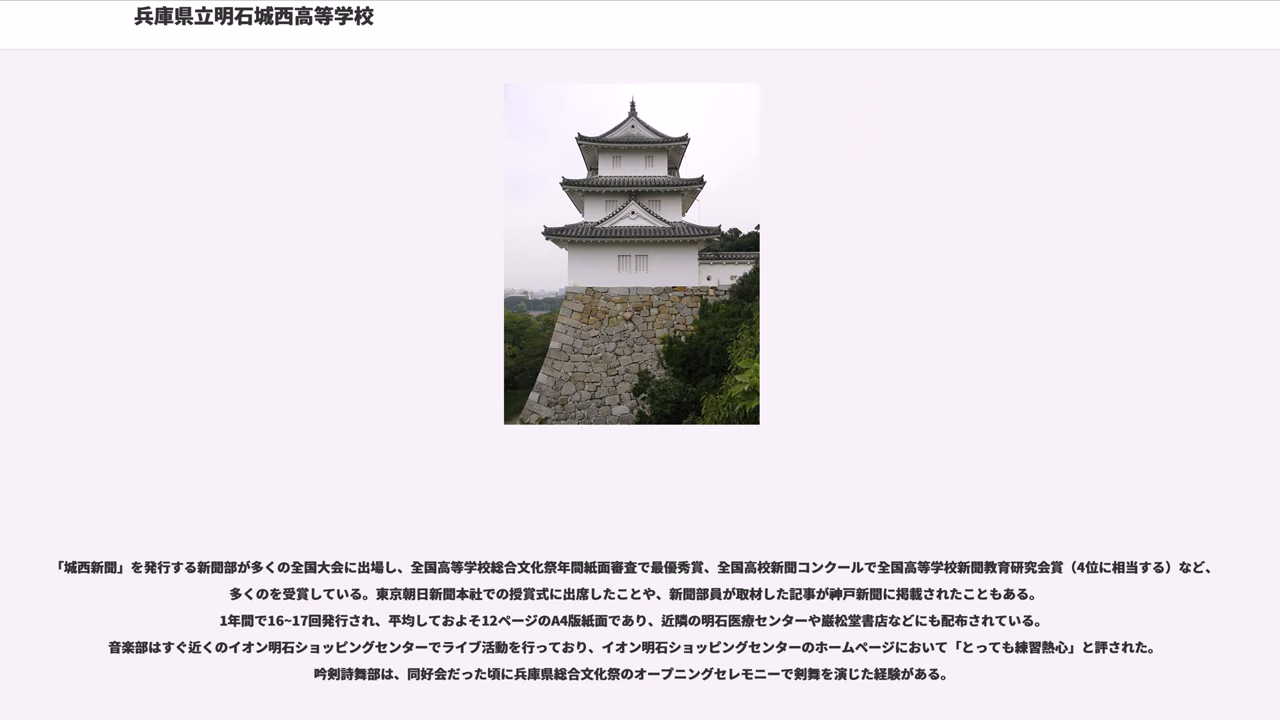 兵庫県立明石城西高等学校
「城西新聞」を発行する新聞部が多くの全国大会に出場し、全国高等学校総合文化祭年間紙面審査で最優秀賞、全国高校新聞コンクールで全国高等学校新聞教育研究会賞（4位に相当する）など、
多くのを受賞している。東京朝日新聞本社での授賞式に出席したことや、新聞部員が取材した記事が神戸新聞に掲載されたこともある。
1年間で16~17回発行され、平均しておよそ12ページのA4版紙面であり、近隣の明石医療センターや巌松堂書店などにも配布されている。
音楽部はすぐ近くのイオン明石ショッピングセンターでライブ活動を行っており、イオン明石ショッピングセンターのホームページにおいて「とっても練習熱心」と評された。
吟剣詩舞部は、同好会だった頃に兵庫県総合文化祭のオープニングセレモニーで剣舞を演じた経験がある。